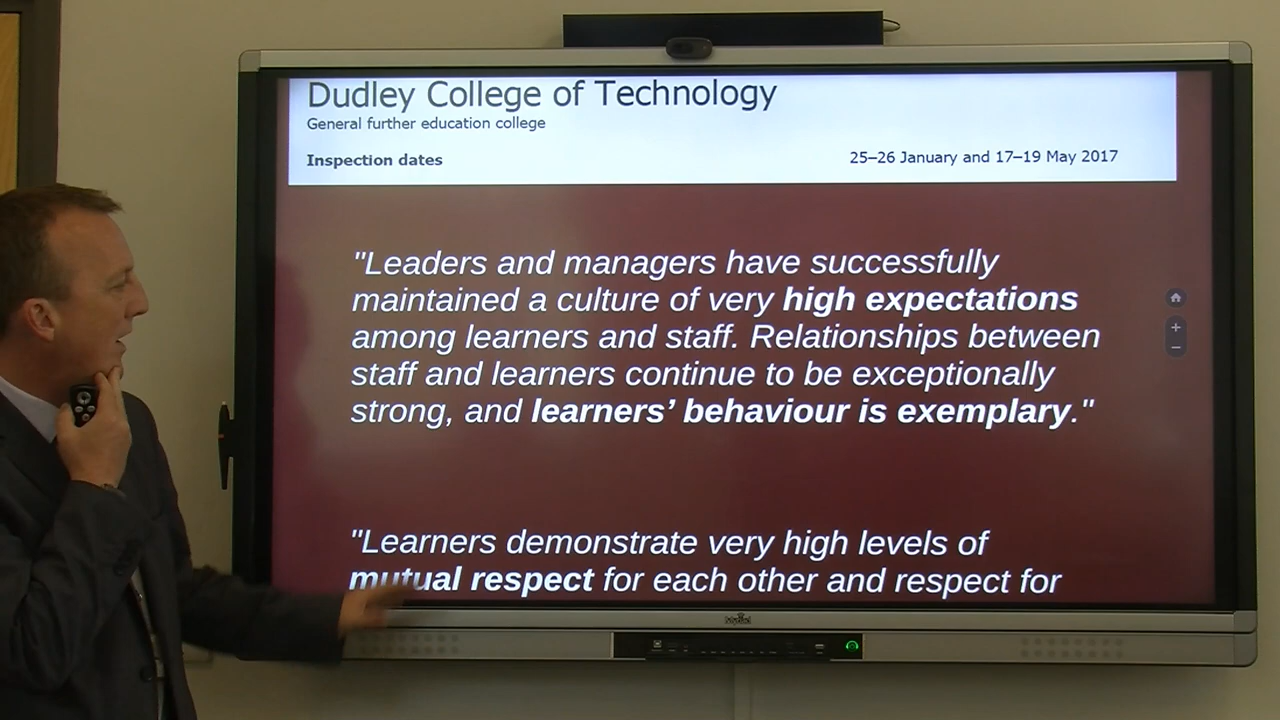 Dudley College of Technology
General further education college
Inspection dates 25–26 January and 17–19 May 2017
"Leaders and managers have successfully
maintained a culture of very high expectations
among learners and staff. Relationships between
staff and learners continue to be exceptionally
strong, and learners’ behaviour is exemplary."
"Learners demonstrate very high levels of
mutual respect for each other and respect for